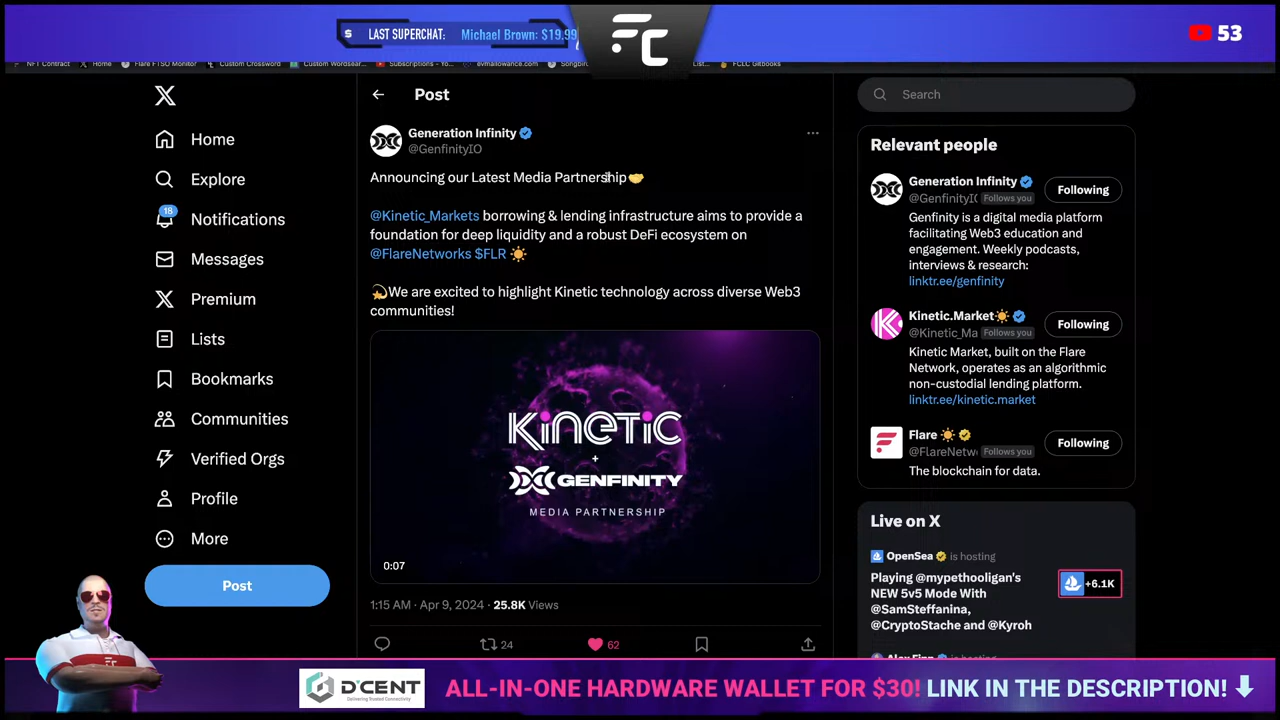 LAST SUPERCHAT: Michael Brown: $19.99
FC
53
NFT Contract
Home
Flare FTSO Monitor
Custom Crossword
Custom Wordsear...
Subscriptions - Yo...
evmallowance.com
FCLC Gitbooks
Post
Search
Home
Explore
18
Notifications
Messages
Premium
Lists
Bookmarks
Communities
Verified Orgs
Profile
More
Post
Generation Infinity
@GenfinityIO
Announcing our Latest Media Partnership🤝
@Kinetic_Markets borrowing & lending infrastructure aims to provide a
foundation for deep liquidity and a robust DeFi ecosystem on
@FlareNetworks $FLR ☀️
💫We are excited to highlight Kinetic technology across diverse Web3
communities!
KINETIC
+
GENFINITY
MEDIA PARTNERSHIP
0:07
1:15 AM · Apr 9, 2024 · 25.8K Views
24
62
Relevant people
Generation Infinity
@GenfinityIO Follows you
Following
Genfinity is a digital media platform
facilitating Web3 education and
engagement. Weekly podcasts,
interviews & research:
linktr.ee/genfinity
Kinetic.Market☀️
@Kinetic_Ma Follows you
Following
Kinetic Market, built on the Flare
Network, operates as an algorithmic
non-custodial lending platform.
linktr.ee/kinetic.market
Flare ☀️
@FlareNetw Follows you
Following
The blockchain for data.
Live on X
OpenSea is hosting
Playing @mypethooligan's
NEW 5v5 Mode With
@SamSteffanina,
@CryptoStache and @Kyroh
+6.1K
D'CENT
Delivering Trusted Connectivity
ALL-IN-ONE HARDWARE WALLET FOR $30! LINK IN THE DESCRIPTION!